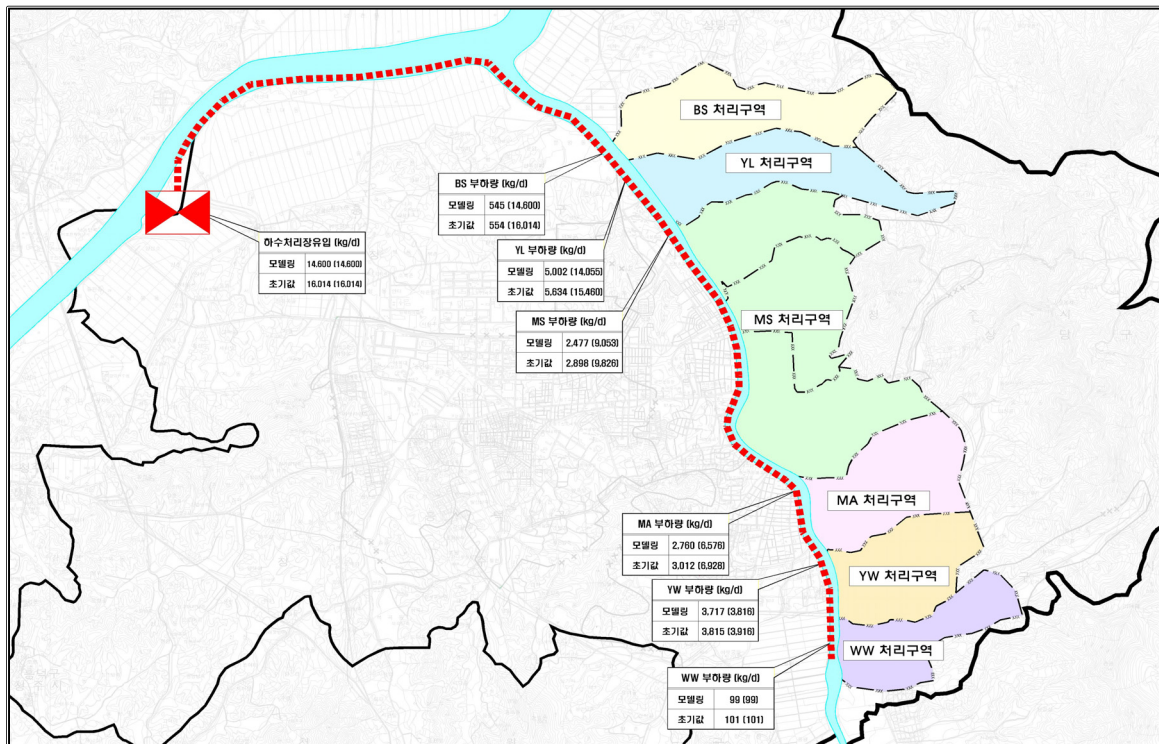 BS 처리구역
YL 처리구역
MS 처리구역
MA 처리구역
YW 처리구역
WW 처리구역
하수처리장유입 (kg/d)
모델링 14.600 (14.600)
초기값 16.014 (16.014)
BS 부하량 (kg/d)
모델링 545 (14.600)
초기값 554 (16.014)
YL 부하량 (kg/d)
모델링 5.002 (14.055)
초기값 5.634 (15.460)
MS 부하량 (kg/d)
모델링 2.477 (9.053)
초기값 2.898 (9.826)
MA 부하량 (kg/d)
모델링 2.760 (6.576)
초기값 3.012 (6.928)
YW 부하량 (kg/d)
모델링 3.717 (3.816)
초기값 3,815 (3.916)
WW 부하량 (kg/d)
모델링 99 (99)
초기값 101 (101)